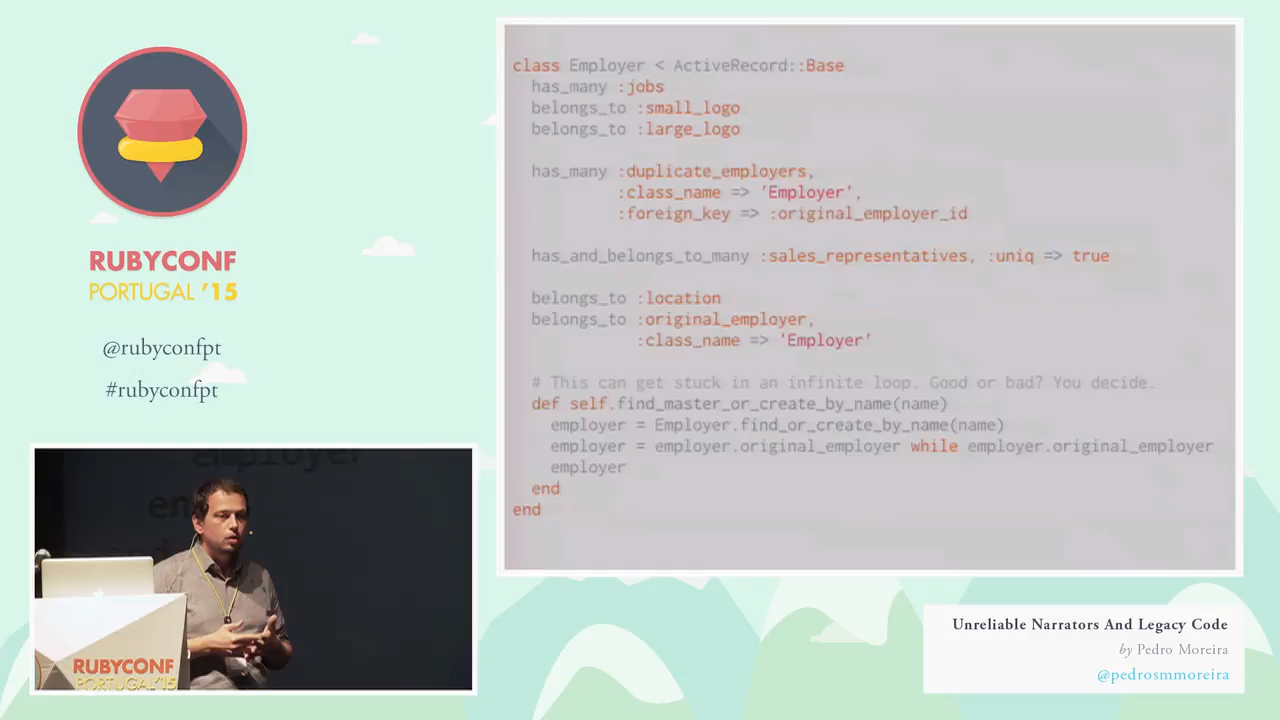 RUBYCONF
PORTUGAL '15
@rubyconfpt
#rubyconfpt
class Employer < ActiveRecord::Base
  has_many :jobs
  belongs_to :small_logo
  belongs_to :large_logo
  has_many :duplicate_employers,
           :class_name => 'Employer',
           :foreign_key => :original_employer_id
  has_and_belongs_to_many :sales_representatives, :uniq => true
  belongs_to :location
  belongs_to :original_employer,
             :class_name => 'Employer'
  # This can get stuck in an infinite loop. Good or bad? You decide.
  def self.find_master_or_create_by_name(name)
    employer = Employer.find_or_create_by_name(name)
    employer = employer.original_employer while employer.original_employer
    employer
  end
end
employer
RUBYCONF
PORTUGAL'15
Unreliable Narrators And Legacy Code
by Pedro Moreira
@pedrosmmoreira